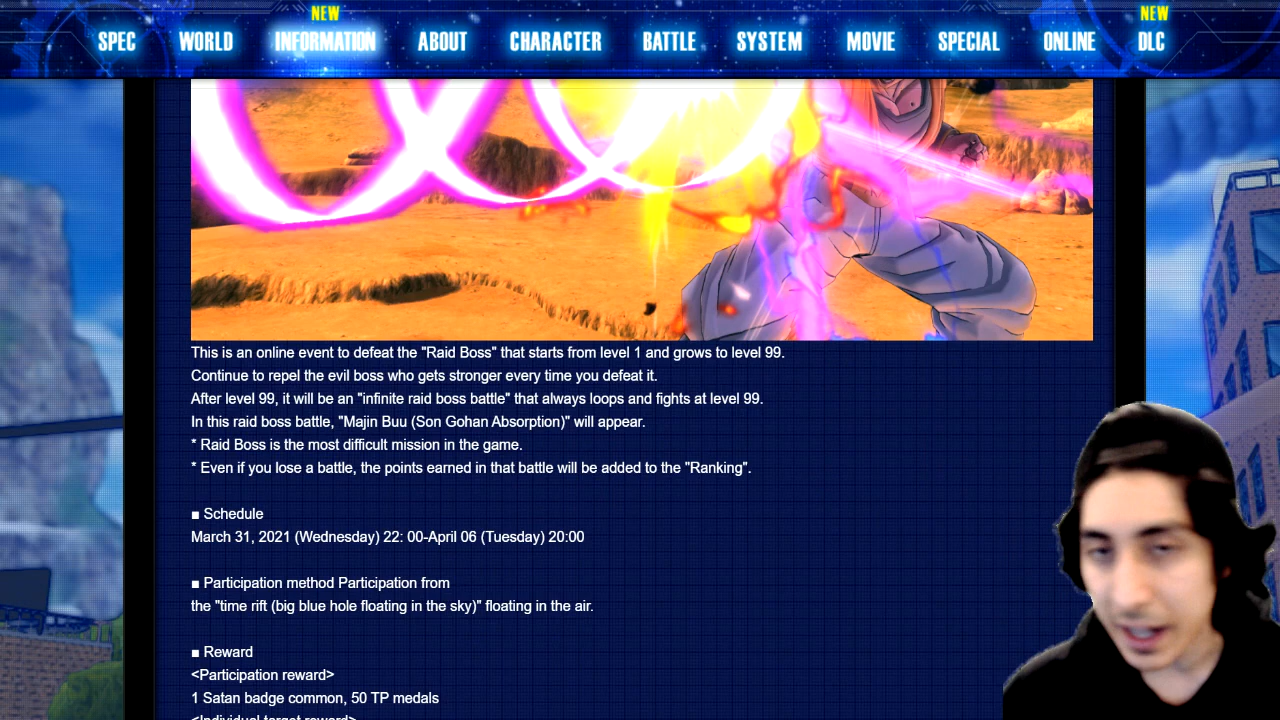 NEW
NEW
SPEC WORLD INFORMATION ABOUT CHARACTER BATTLE SYSTEM MOVIE SPECIAL ONLINE DLC
This is an online event to defeat the "Raid Boss" that starts from level 1 and grows to level 99.
Continue to repel the evil boss who gets stronger every time you defeat it.
After level 99, it will be an "infinite raid boss battle" that always loops and fights at level 99.
In this raid boss battle, "Majin Buu (Son Gohan Absorption)" will appear.
* Raid Boss is the most difficult mission in the game.
* Even if you lose a battle, the points earned in that battle will be added to the "Ranking".
■ Schedule
March 31, 2021 (Wednesday) 22: 00-April 06 (Tuesday) 20:00
■ Participation method Participation from
the "time rift (big blue hole floating in the sky)" floating in the air.
■ Reward
<Participation reward>
1 Satan badge common, 50 TP medals
<Individual target reward>